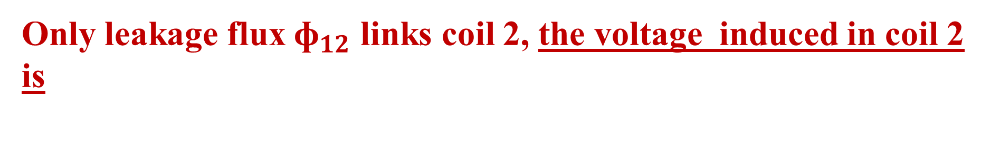 Only leakage flux ϕ₁₂ links coil 2, the voltage induced in coil 2
is